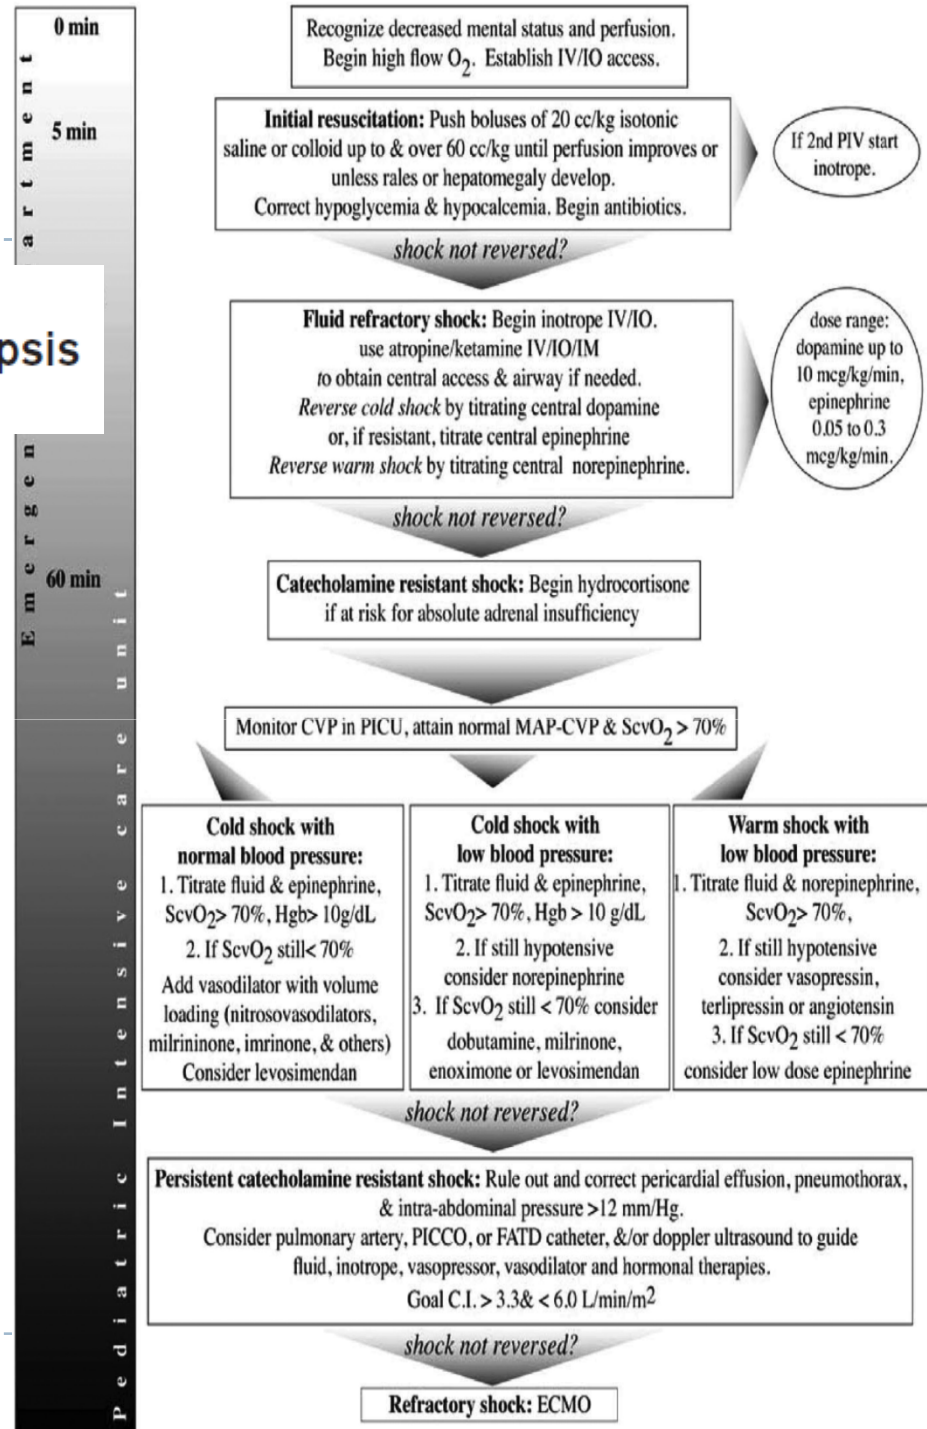 0 min
Recognize decreased mental status and perfusion.
Begin high flow O2. Establish IV/IO access.
5 min
Initial resuscitation: Push boluses of 20 cc/kg isotonic
saline or colloid up to & over 60 cc/kg until perfusion improves or
unless rales or hepatomegaly develop.
Correct hypoglycemia & hypocalcemia. Begin antibiotics.
If 2nd PIV start
inotrope.
shock not reversed?
psis
Fluid refractory shock: Begin inotrope IV/IO.
use atropine/ketamine IV/IO/IM
to obtain central access & airway if needed.
Reverse cold shock by titrating central dopamine
or, if resistant, titrate central epinephrine
Reverse warm shock by titrating central norepinephrine.
dose range:
dopamine up to
10 mcg/kg/min,
epinephrine
0.05 to 0.3
mcg/kg/min.
shock not reversed?
60 min
Emergen artment
Catecholamine resistant shock: Begin hydrocortisone
if at risk for absolute adrenal insufficiency
Monitor CVP in PICU, attain normal MAP-CVP & ScvO2 > 70%
Pediatric Intensive care unit
Cold shock with
normal blood pressure:
1. Titrate fluid & epinephrine,
ScvO2> 70%, Hgb> 10g/dL
2. If ScvO2 still< 70%
Add vasodilator with volume
loading (nitrosovasodilators,
milrininone, imrinone, & others)
Consider levosimendan
Cold shock with
low blood pressure:
1. Titrate fluid & epinephrine,
ScvO2> 70%, Hgb > 10 g/dL
2. If still hypotensive
consider norepinephrine
3. If ScvO2 still < 70% consider
dobutamine, milrinone,
enoximone or levosimendan
Warm shock with
low blood pressure:
1. Titrate fluid & norepinephrine,
ScvO2> 70%,
2. If still hypotensive
consider vasopressin,
terlipressin or angiotensin
3. If ScvO2 still < 70%
consider low dose epinephrine
shock not reversed?
Persistent catecholamine resistant shock: Rule out and correct pericardial effusion, pneumothorax,
& intra-abdominal pressure >12 mm/Hg.
Consider pulmonary artery, PICCO, or FATD catheter, &/or doppler ultrasound to guide
fluid, inotrope, vasopressor, vasodilator and hormonal therapies.
Goal C.I. > 3.3& < 6.0 L/min/m2
shock not reversed?
Refractory shock: ECMO